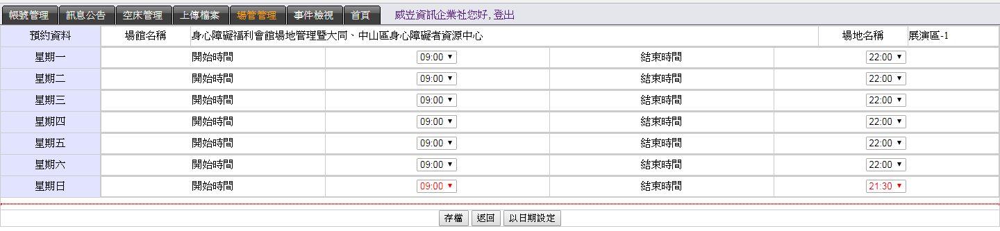 帳號管理 訊息公告 空床管理 上傳檔案 場管管理 事件檢視 首頁 威岦資訊企業社您好, 登出
預約資料 場館名稱 身心障礙福利會館場地管理暨大同、中山區身心障礙者資源中心 場地名稱 展演區-1
星期一 開始時間 09:00 結束時間 22:00
星期二 開始時間 09:00 結束時間 22:00
星期三 開始時間 09:00 結束時間 22:00
星期四 開始時間 09:00 結束時間 22:00
星期五 開始時間 09:00 結束時間 22:00
星期六 開始時間 09:00 結束時間 22:00
星期日 開始時間 09:00 結束時間 21:30
存檔 返回 以日期設定